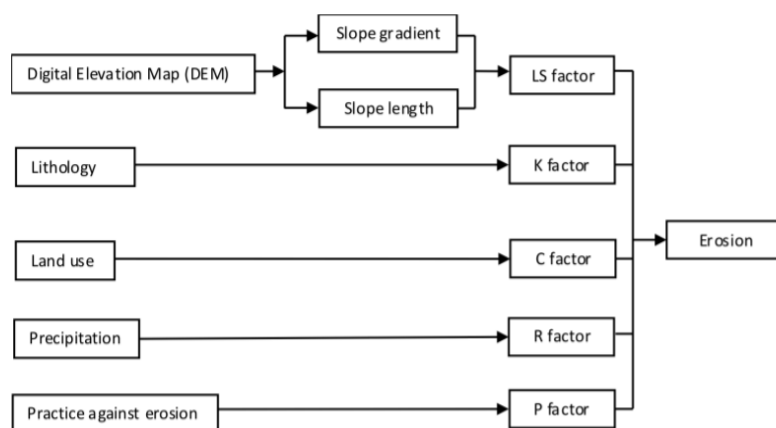 Slope gradient
Digital Elevation Map (DEM)
LS factor
Slope length
Lithology
K factor
Erosion
Land use
C factor
Precipitation
R factor
Practice against erosion
P factor